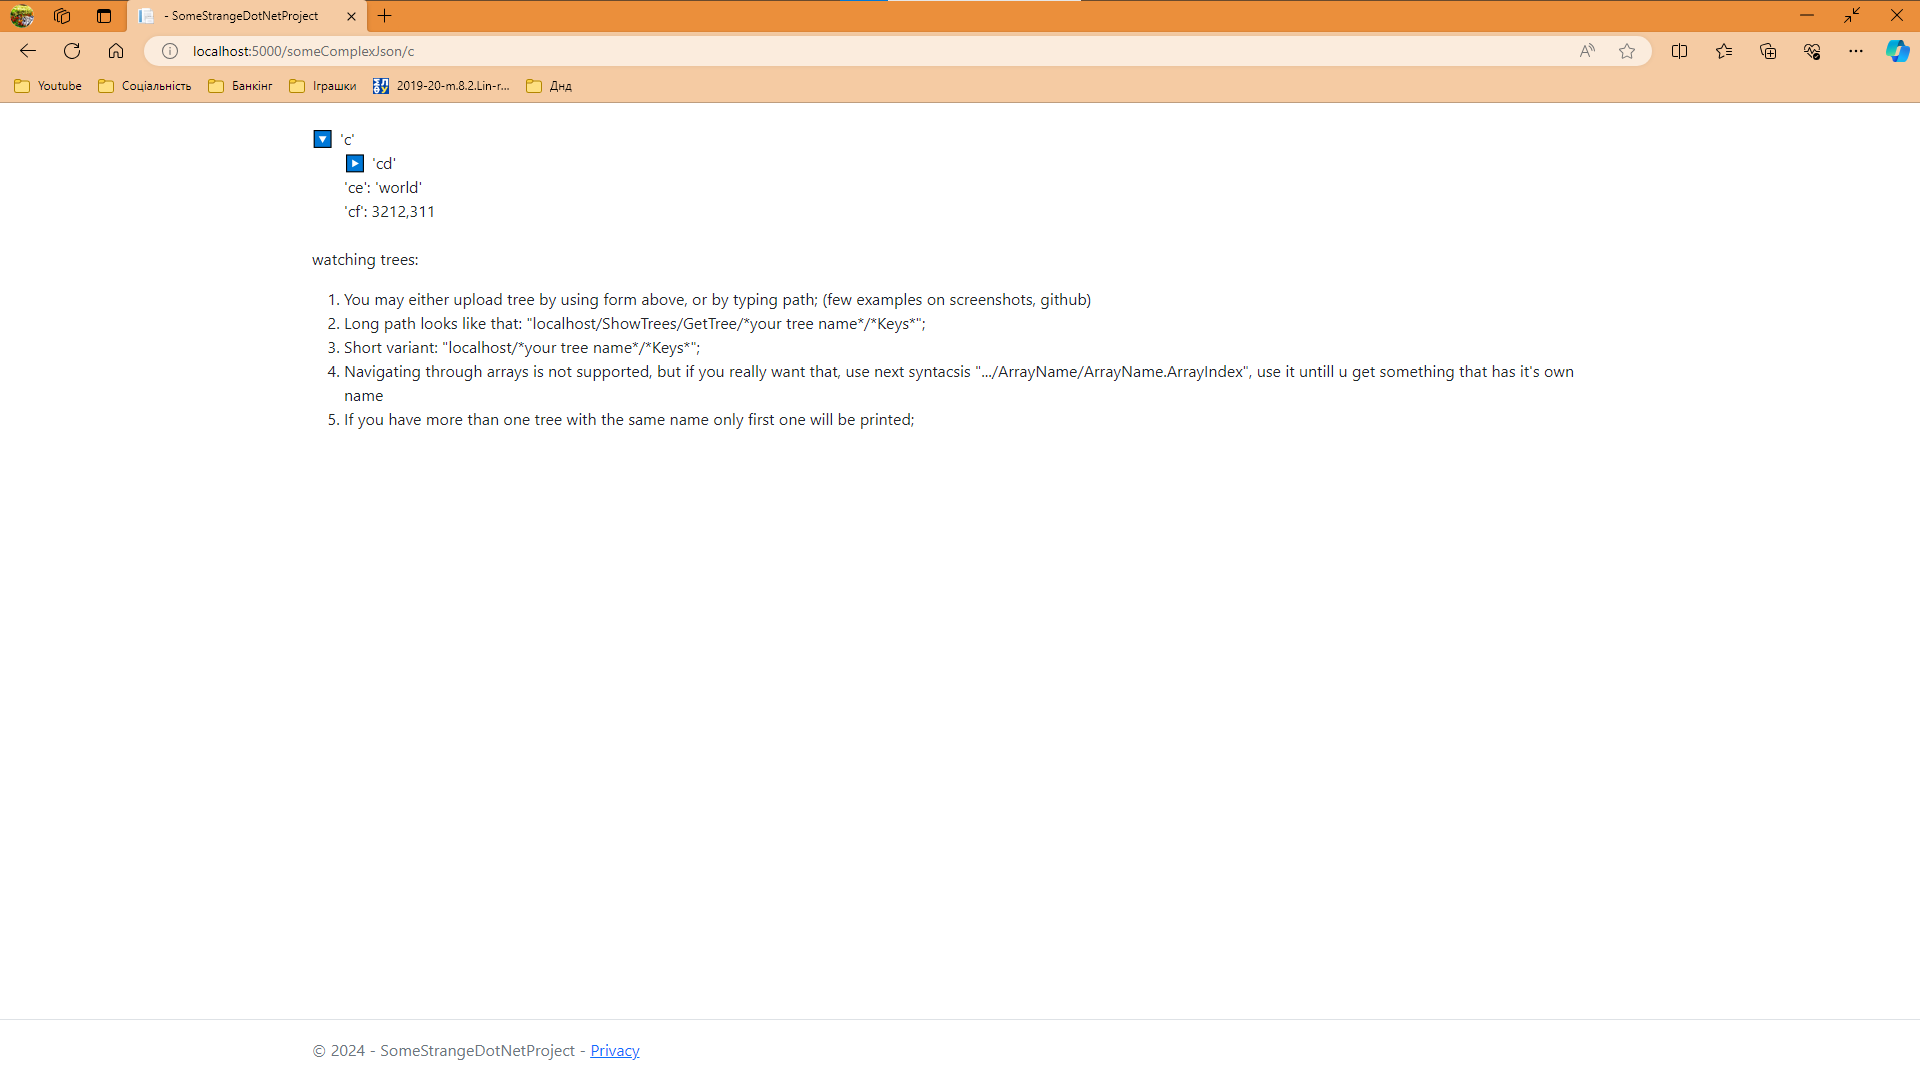 - SomeStrangeDotNetProject
localhost:5000/someComplexJson/c
Youtube Соціальність Банкінг Іграшки 2019-20-m.8.2.Lin-r... Днд
'c'
'cd'
'ce': 'world'
'cf': 3212,311
watching trees:
1. You may either upload tree by using form above, or by typing path; (few examples on screenshots, github)
2. Long path looks like that: "localhost/ShowTrees/GetTree/*your tree name*/*Keys*";
3. Short variant: "localhost/*your tree name*/*Keys*";
4. Navigating through arrays is not supported, but if you really want that, use next syntacsis ".../ArrayName/ArrayName.ArrayIndex", use it untill u get something that has it's own
name
5. If you have more than one tree with the same name only first one will be printed;
© 2024 - SomeStrangeDotNetProject - Privacy